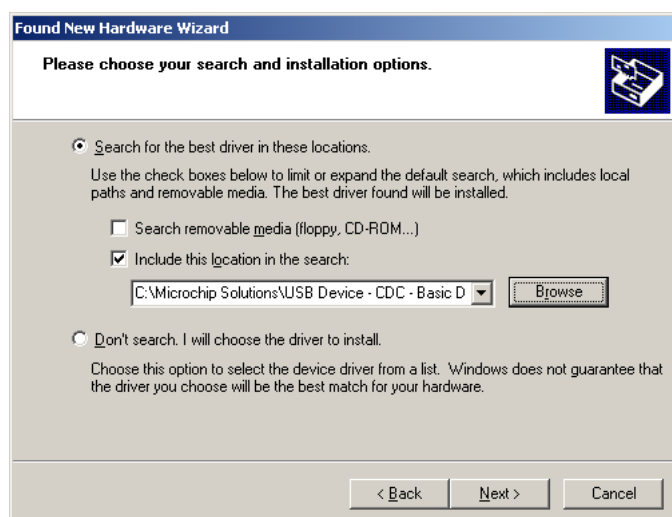 Found New Hardware Wizard
Please choose your search and installation options.
Search for the best driver in these locations.
Use the check boxes below to limit or expand the default search, which includes local
paths and removable media. The best driver found will be installed.
Search removable media (floppy, CD-ROM...)
Include this location in the search:
C:\Microchip Solutions\USB Device - CDC - Basic D
Browse
Don't search. I will choose the driver to install.
Choose this option to select the device driver from a list. Windows does not guarantee that
the driver you choose will be the best match for your hardware.
< Back
Next >
Cancel